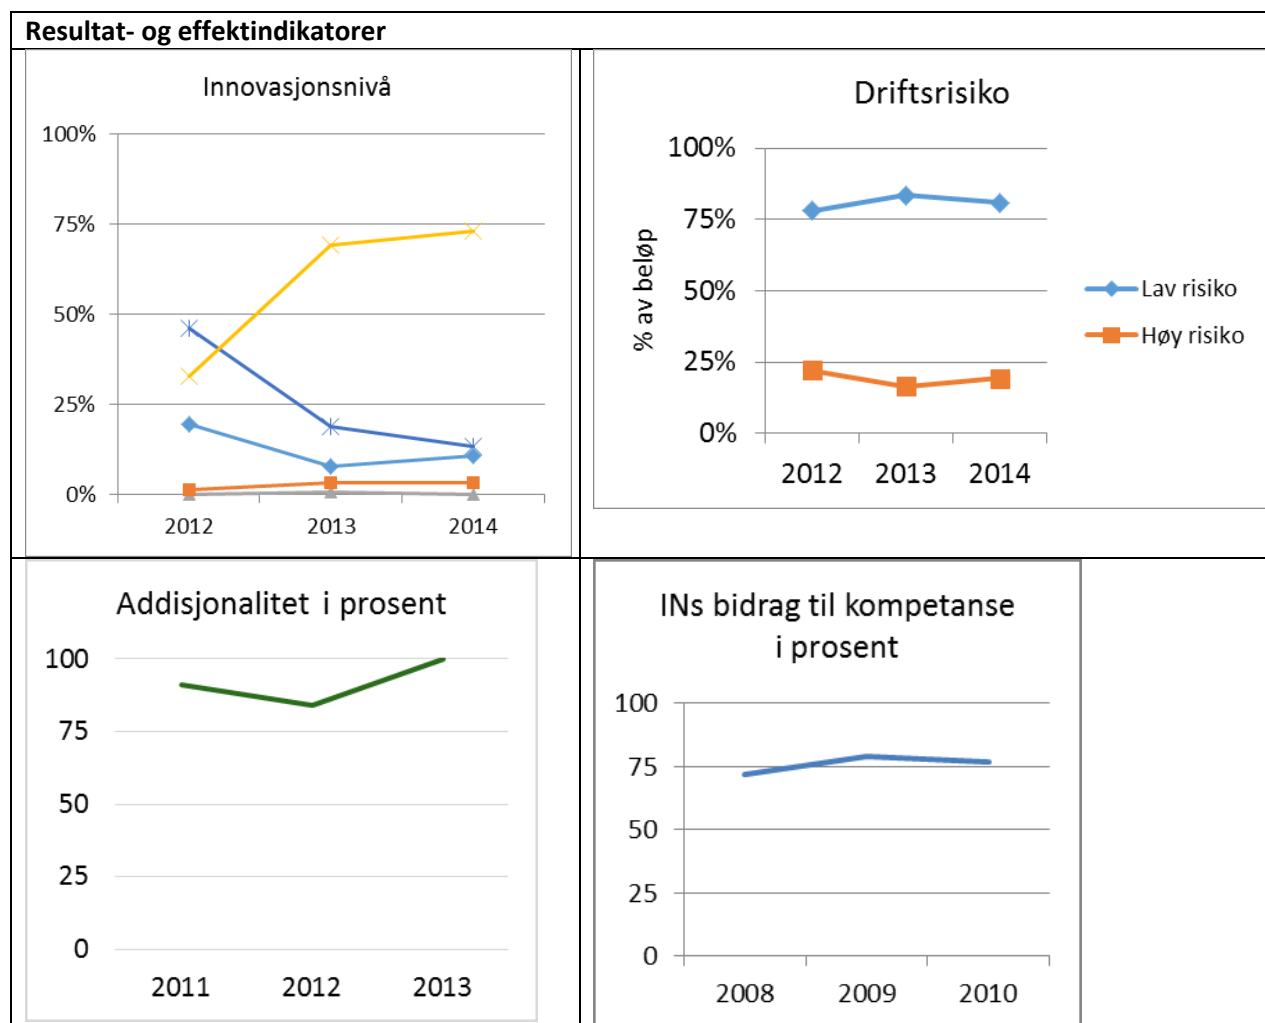 Resultat- og effektindikatorer
Innovasjonsnivå
100%
75%
50%
25%
0%
2012 2013 2014
Driftsrisiko
% av beløp
100%
75%
50%
25%
0%
2012 2013 2014
Lav risiko
Høy risiko
Addisjonalitet i prosent
100
75
50
25
0
2011 2012 2013
INs bidrag til kompetanse
i prosent
100
75
50
25
0
2008 2009 2010